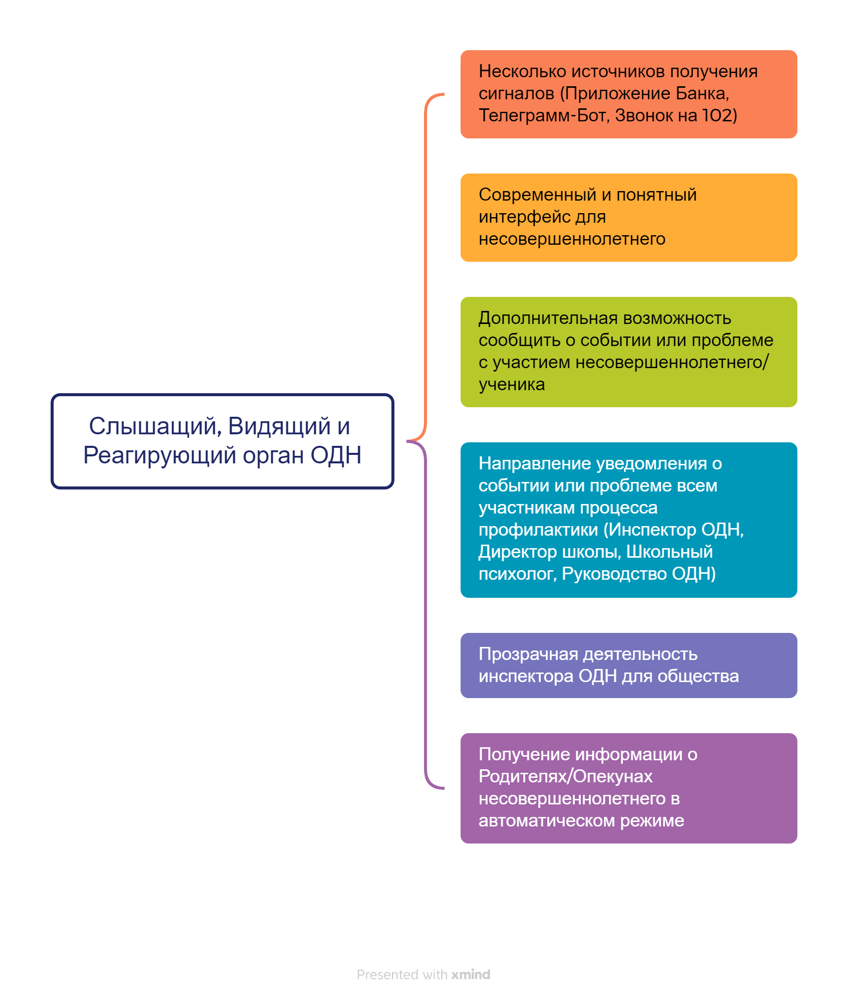 Несколько источников получения
сигналов (Приложение Банка,
Телеграмм-Бот, Звонок на 102)
Современный и понятный
интерфейс для
несовершеннолетнего
Дополнительная возможность
сообщить о событии или проблеме
с участием несовершеннолетнего/
ученика
Слышащий, Видящий и
Реагирующий орган ОДН
Направление уведомления о
событии или проблеме всем
участникам процесса
профилактики (Инспектор ОДН,
Директор школы, Школьный
психолог, Руководство ОДН)
Прозрачная деятельность
инспектора ОДН для общества
Получение информации о
Родителях/Опекунах
несовершеннолетнего в
автоматическом режиме
Presented with xmind